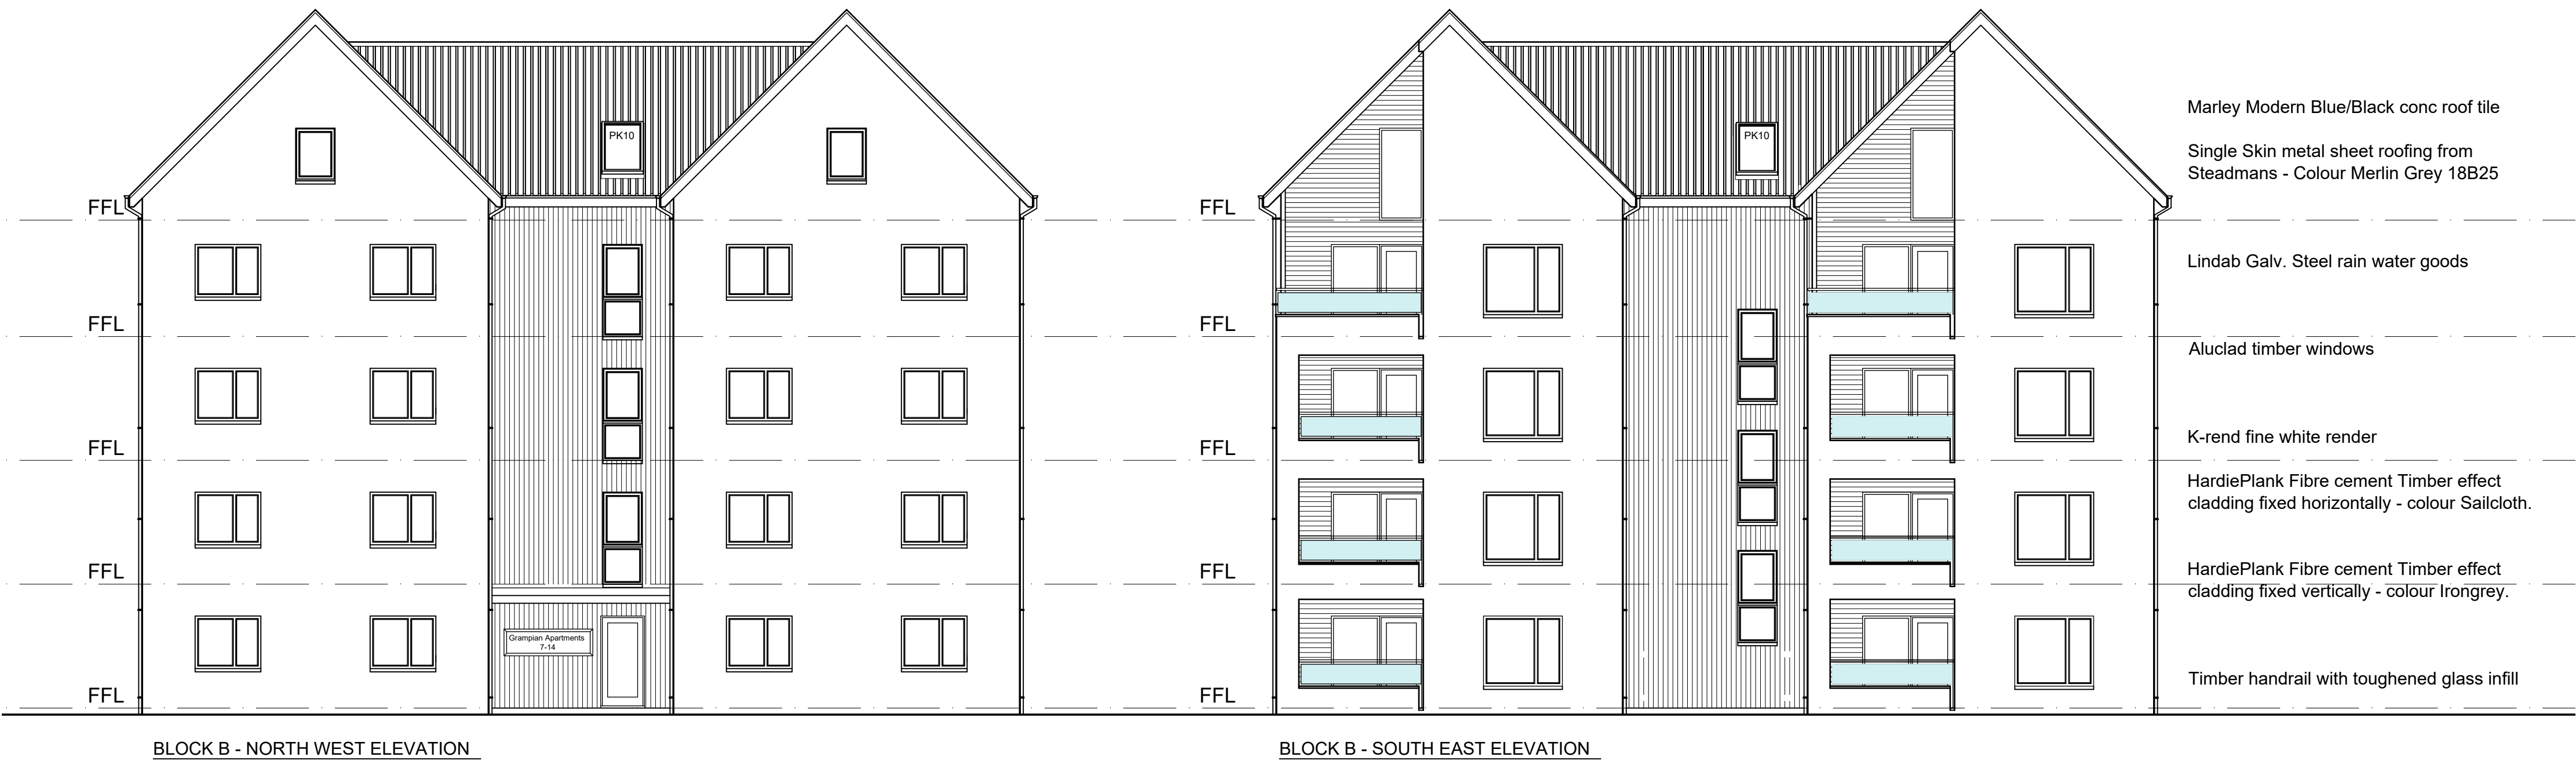 PK10
FFL
FFL
FFL
FFL
FFL
Grampian Apartments
7-14
BLOCK B - NORTH WEST ELEVATION
PK10
FFL
FFL
FFL
FFL
FFL
BLOCK B - SOUTH EAST ELEVATION
Marley Modern Blue/Black conc roof tile
Single Skin metal sheet roofing from
Steadmans - Colour Merlin Grey 18B25
Lindab Galv. Steel rain water goods
Aluclad timber windows
K-rend fine white render
HardiePlank Fibre cement Timber effect
cladding fixed horizontally - colour Sailcloth.
HardiePlank Fibre cement Timber effect
cladding fixed vertically - colour Irongrey.
Timber handrail with toughened glass infill